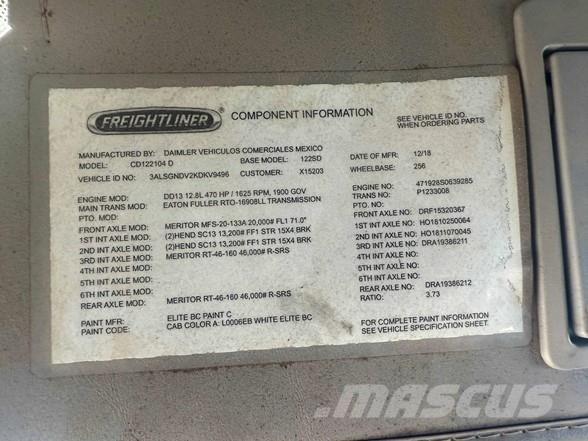 FREIGHTLINER ® COMPONENT INFORMATION
SEE VEHICLE ID NO.
WHEN ORDERING PARTS
MANUFACTURED BY: DAIMLER VEHICULOS COMERCIALES MEXICO
MODEL: CD122104 D BASE MODEL: 122SD DATE OF MFR: 12/18
VEHICLE ID NO: 3ALSGNDV2KDKV9496 CUSTOMER: X15203 WHEELBASE: 256
ENGINE MOD: DD13 12.8L 470 HP / 1625 RPM, 1900 GOV ENGINE NO: 471928S0639285
MAIN TRANS MOD: EATON FULLER RTO-16908LL TRANSMISSION TRANS NO: P1233008
PTO. MOD: PTO. NO:
FRONT AXLE MOD: MERITOR MFS-20-133A 20,000# FL1 71.0" FRONT AXLE NO: DRF15320367
1ST INT AXLE MOD: (2)HEND SC13 13,200# FF1 STR 15X4 BRK 1ST INT AXLE NO: HO1810250064
2ND INT AXLE MOD: (2)HEND SC13 13,200# FF1 STR 15X4 BRK 2ND INT AXLE NO: HO1811070045
3RD INT AXLE MOD: MERITOR RT-46-160 46,000# R-SRS 3RD INT AXLE NO: DRA19386211
4TH INT AXLE MOD: 4TH INT AXLE NO:
5TH INT AXLE MOD: 5TH INT AXLE NO:
6TH INT AXLE MOD: 6TH INT AXLE NO:
REAR AXLE MOD: MERITOR RT-46-160 46,000# R-SRS REAR AXLE NO: DRA19386212
RATIO: 3.73
PAINT MFR: ELITE BC PAINT C
PAINT CODE: CAB COLOR A: L0006EB WHITE ELITE BC
FOR COMPLETE PAINT INFORMATION
SEE VEHICLE SPECIFICATION SHEET.
MASCUS